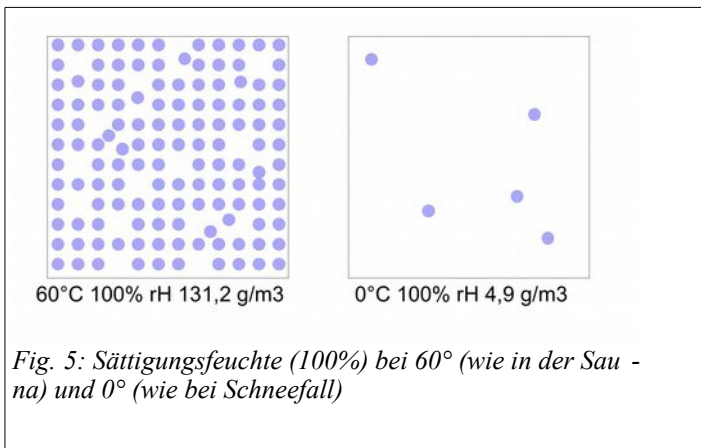 60°C 100% rH 131,2 g/m3
0°C 100% rH 4,9 g/m3
Fig. 5: Sättigungsfeuchte (100%) bei 60° (wie in der Sau -
na) und 0° (wie bei Schneefall)